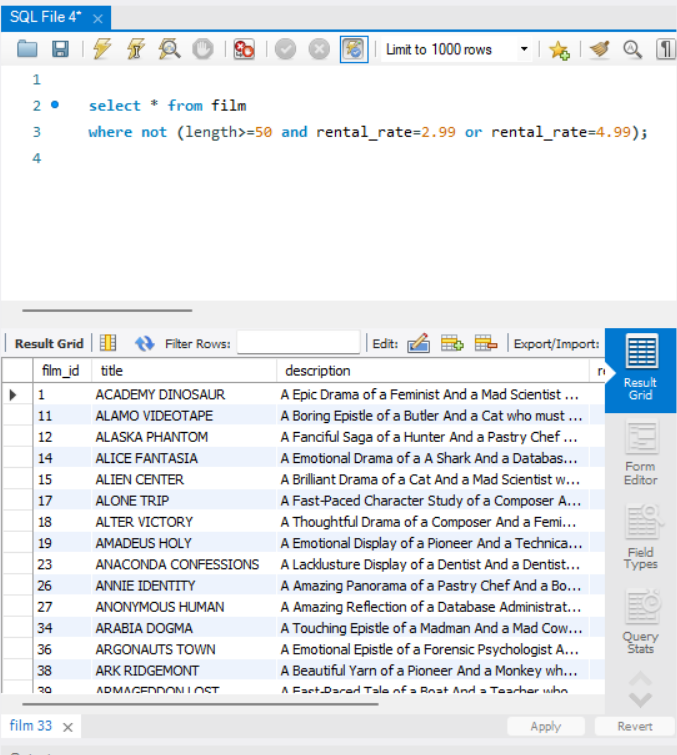 SQL File 4*
Limit to 1000 rows
1
2 select * from film
3 where not (length>=50 and rental_rate=2.99 or rental_rate=4.99);
4
Result Grid Filter Rows: Edit: Export/Import:
film_id title description
1 ACADEMY DINOSAUR A Epic Drama of a Feminist And a Mad Scientist ...
11 ALAMO VIDEOTAPE A Boring Epistle of a Butler And a Cat who must ...
12 ALASKA PHANTOM A Fanciful Saga of a Hunter And a Pastry Chef ...
14 ALICE FANTASIA A Emotional Drama of a A Shark And a Databas...
15 ALIEN CENTER A Brilliant Drama of a Cat And a Mad Scientist w...
17 ALONE TRIP A Fast-Paced Character Study of a Composer A...
18 ALTER VICTORY A Thoughtful Drama of a Composer And a Femi...
19 AMADEUS HOLY A Emotional Display of a Pioneer And a Technica...
23 ANACONDA CONFESSIONS A Lacklusture Display of a Dentist And a Dentist...
26 ANNIE IDENTITY A Amazing Panorama of a Pastry Chef And a Bo...
27 ANONYMOUS HUMAN A Amazing Reflection of a Database Administrat...
34 ARABIA DOGMA A Touching Epistle of a Madman And a Mad Cow...
36 ARGONAUTS TOWN A Emotional Epistle of a Forensic Psychologist A...
38 ARK RIDGEMONT A Beautiful Yarn of a Pioneer And a Monkey wh...
39 ARMAGEDDON LOST A Fast-Paced Tale of a Boat And a Teacher who
Result
Grid
Form
Editor
Field
Types
Query
Stats
film 33
Apply Revert